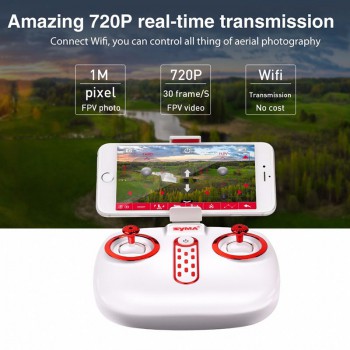 Amazing 720P real-time transmission
Connect Wifi, you can control all thing of aerial photography
1M
pixel
FPV photo
720P
30 frame/S
FPV video
Wifi
Transmission
No cost
SYMA